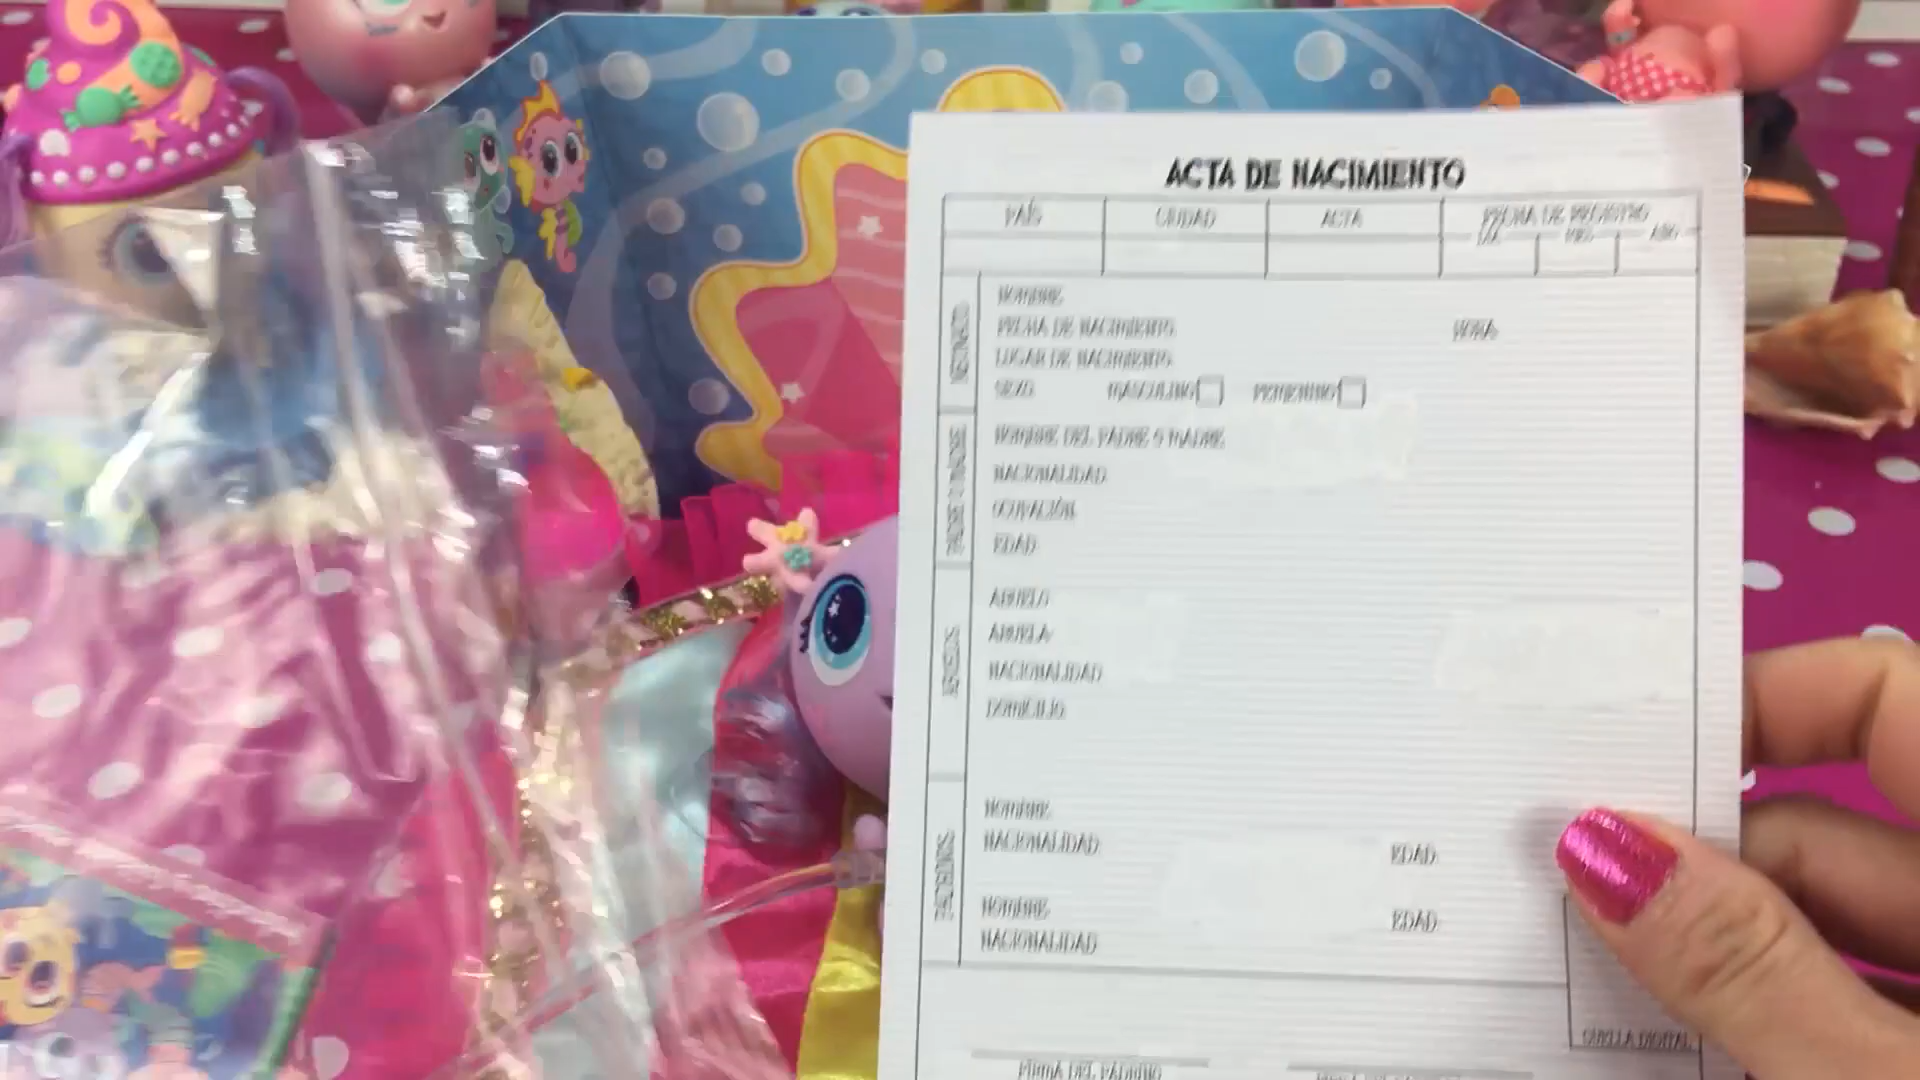 ACTA DE NACIMIENTO
PAÍS CIUDAD ACTA FECHA DE REGISTRO
DIA MES AÑO
NOMBRE
FECHA DE NACIMIENTO HORA
LUGAR DE NACIMIENTO
SEXO MASCULINO FEMENINO
NOMBRE DEL PADRE O MADRE
NACIONALIDAD
OCUPACIÓN
EDAD
ABUELO
ABUELA
NACIONALIDAD
DOMICILIO
NOMBRE
NACIONALIDAD EDAD
NOMBRE
EDAD
NACIONALIDAD
HUELLA DIGITAL
FIRMA DEL PADRINO